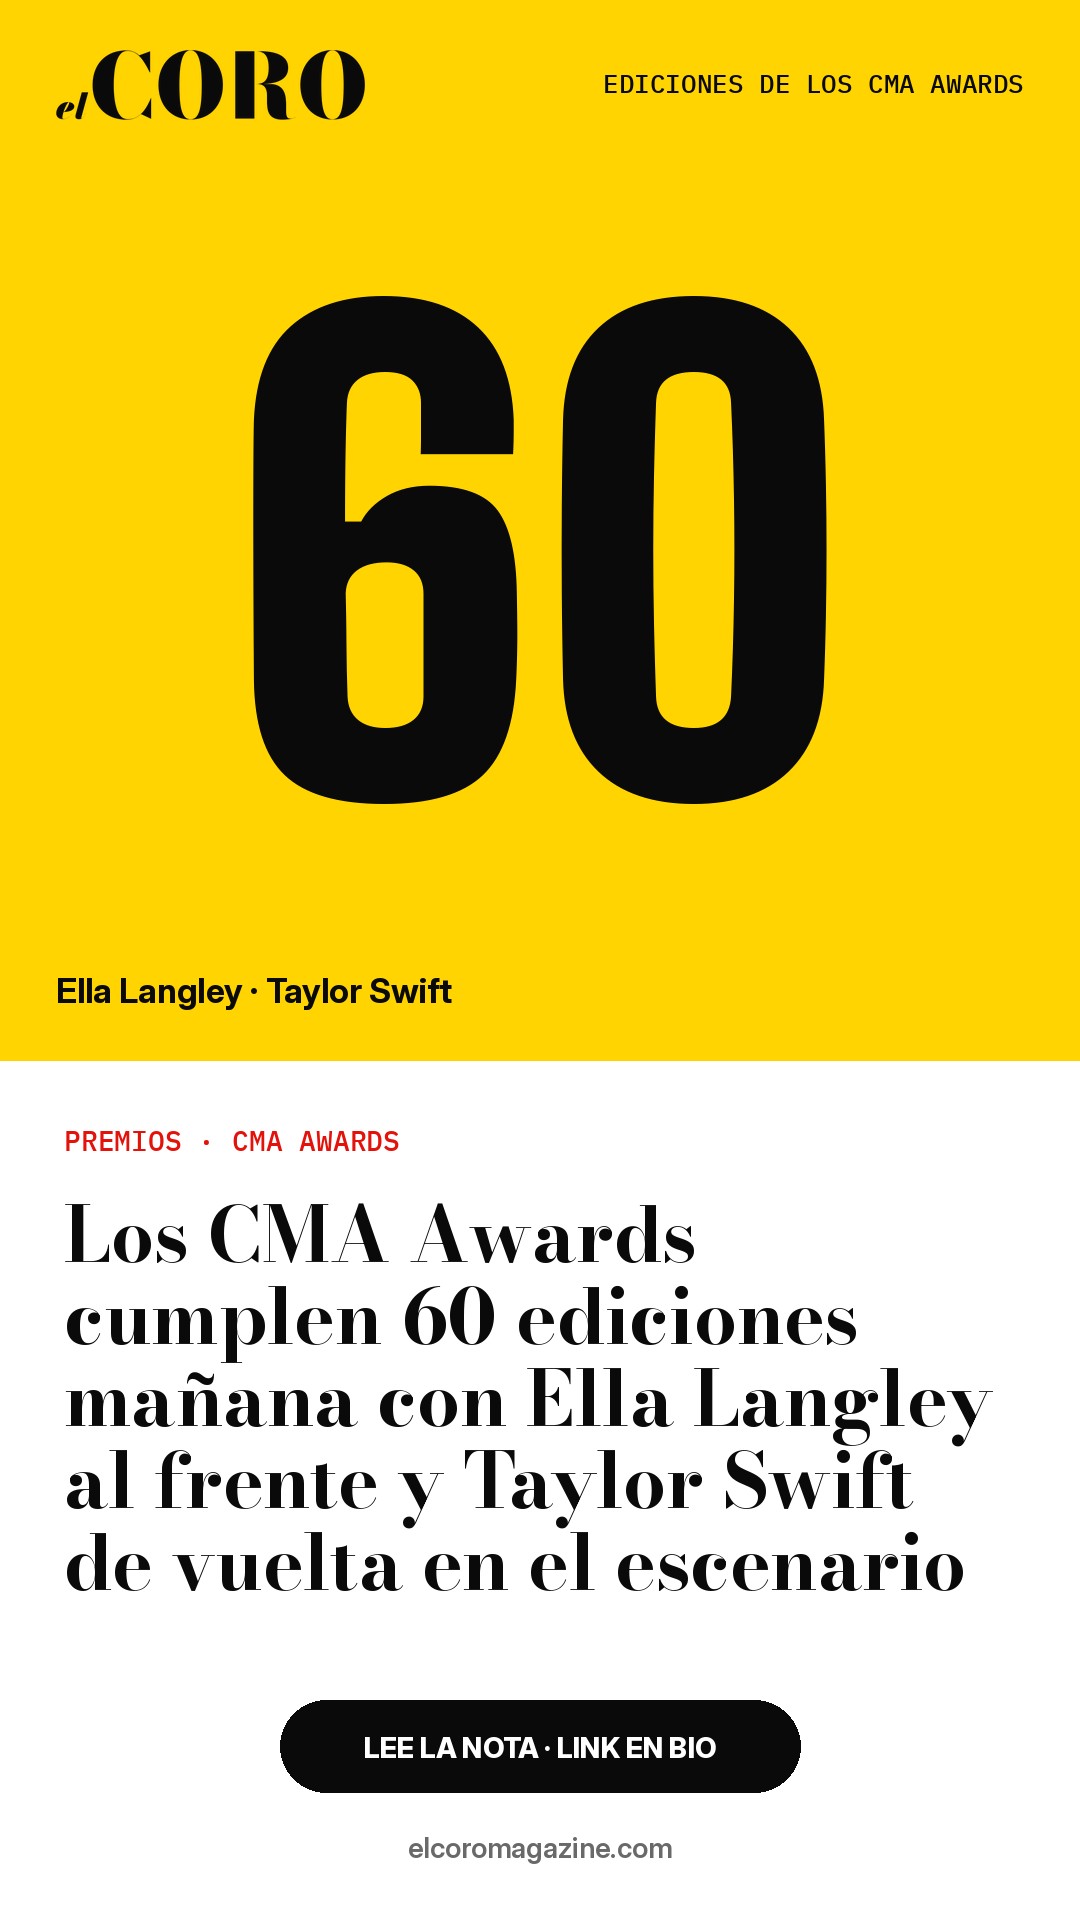 el CORO
EDICIONES DE LOS CMA AWARDS
60
Ella Langley · Taylor Swift
PREMIOS · CMA AWARDS
Los CMA Awards
cumplen 60 ediciones
mañana con Ella Langley
al frente y Taylor Swift
de vuelta en el escenario
LEE LA NOTA · LINK EN BIO
elcoromagazine.com